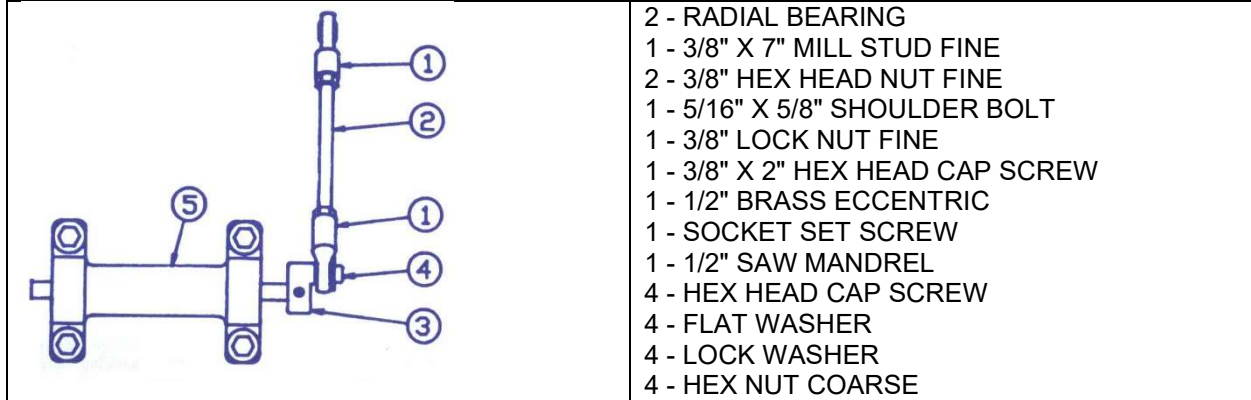 1
2
5
1
4
3
2 - RADIAL BEARING
1 - 3/8" X 7" MILL STUD FINE
2 - 3/8" HEX HEAD NUT FINE
1 - 5/16" X 5/8" SHOULDER BOLT
1 - 3/8" LOCK NUT FINE
1 - 3/8" X 2" HEX HEAD CAP SCREW
1 - 1/2" BRASS ECCENTRIC
1 - SOCKET SET SCREW
1 - 1/2" SAW MANDREL
4 - HEX HEAD CAP SCREW
4 - FLAT WASHER
4 - LOCK WASHER
4 - HEX NUT COARSE